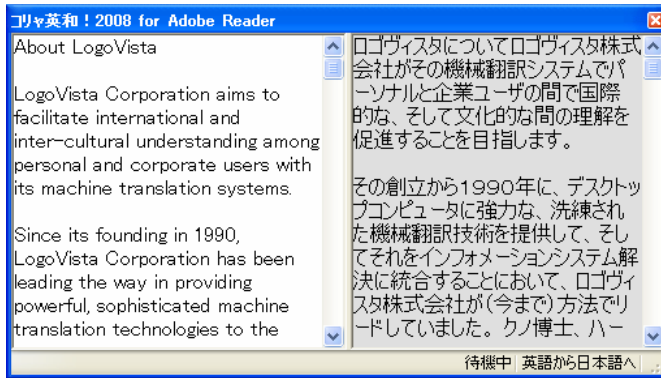 コリャ英和！2008 for Adobe Reader
About LogoVista
LogoVista Corporation aims to
facilitate international and
inter-cultural understanding among
personal and corporate users with
its machine translation systems.
Since its founding in 1990,
LogoVista Corporation has been
leading the way in providing
powerful, sophisticated machine
translation technologies to the
ロゴヴィスタについてロゴヴィスタ株式
会社がその機械翻訳システムでパ
ーソナルと企業ユーザの間で国際
的な、そして文化的な間の理解を
促進することを目指します。
その創立から1990年に、デスクトッ
プコンピュータに強力な、洗練され
た機械翻訳技術を提供して、そし
てそれをインフォメーションシステム解
決に統合することにおいて、ロゴヴィ
スタ株式会社が(今まで)方法でリ
ードしていました。クノ博士、ハー
待機中 英語から日本語へ